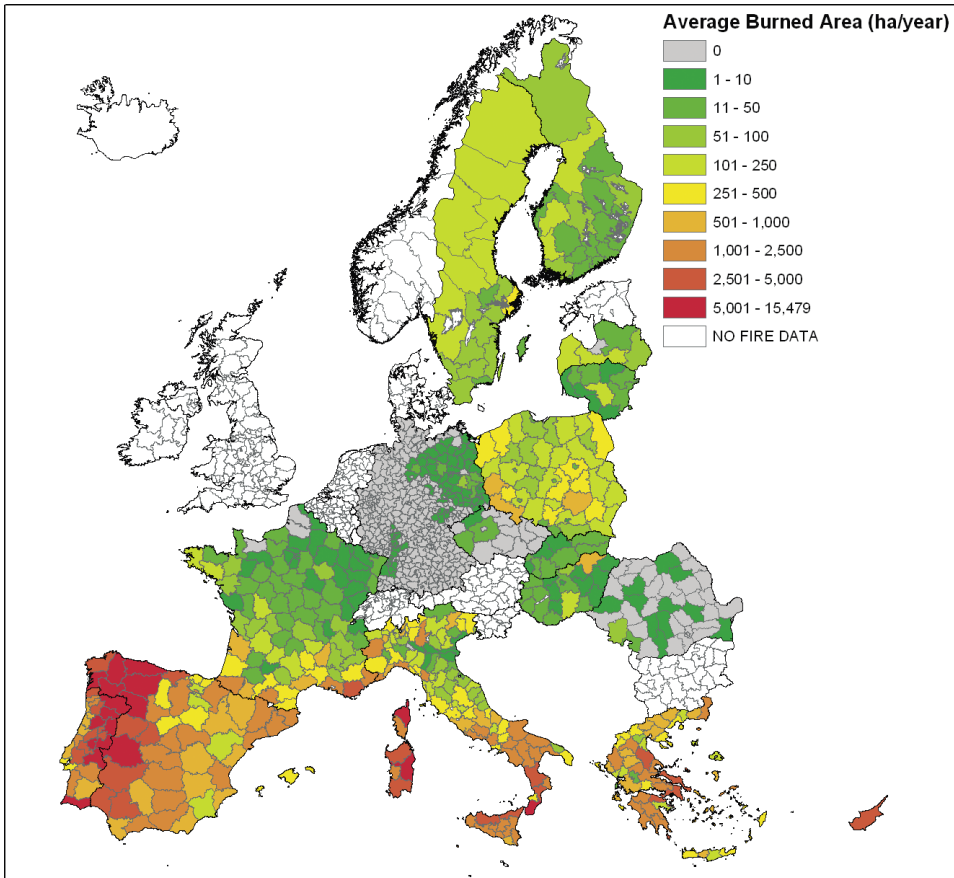 Average Burned Area (ha/year)
0
1 - 10
11 - 50
51 - 100
101 - 250
251 - 500
501 - 1,000
1,001 - 2,500
2,501 - 5,000
5,001 - 15,479
NO FIRE DATA